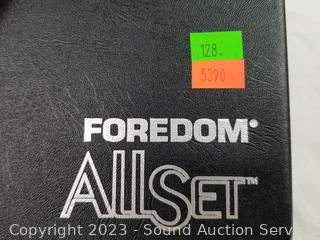 128.
5390
FOREDOM®
ALLSET™
Copyright 2023 - Sound Auction Serv